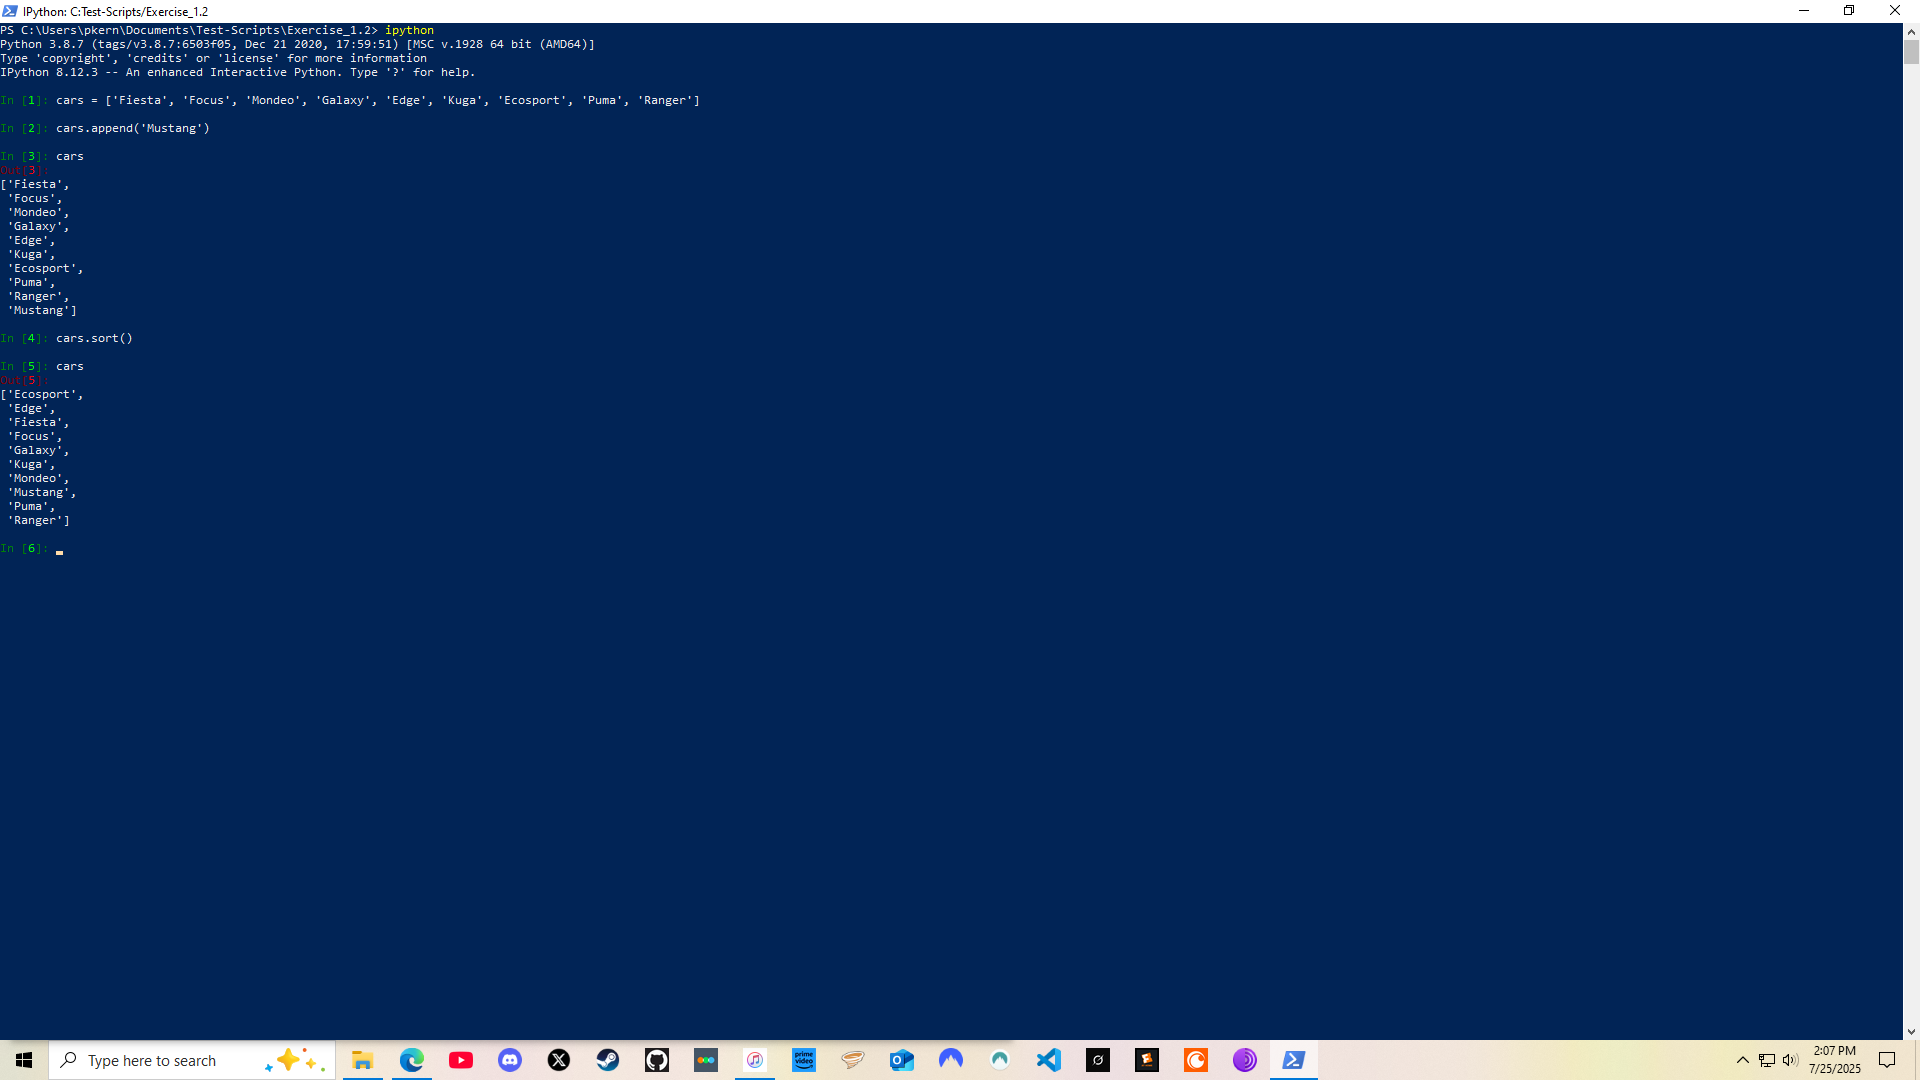 IPython: C:Test-Scripts/Exercise_1.2
PS C:\Users\pkern\Documents\Test-Scripts\Exercise_1.2> ipython
Python 3.8.7 (tags/v3.8.7:6503f05, Dec 21 2020, 17:59:51) [MSC v.1928 64 bit (AMD64)]
Type 'copyright', 'credits' or 'license' for more information
IPython 8.12.3 -- An enhanced Interactive Python. Type '?' for help.
In [1]: cars = ['Fiesta', 'Focus', 'Mondeo', 'Galaxy', 'Edge', 'Kuga', 'Ecosport', 'Puma', 'Ranger']
In [2]: cars.append('Mustang')
In [3]: cars
Out[3]:
['Fiesta',
'Focus',
'Mondeo',
'Galaxy',
'Edge',
'Kuga',
'Ecosport',
'Puma',
'Ranger',
'Mustang']
In [4]: cars.sort()
In [5]: cars
Out[5]:
['Ecosport',
'Edge',
'Fiesta',
'Focus',
'Galaxy',
'Kuga',
'Mondeo',
'Mustang',
'Puma',
'Ranger']
In [6]:
Type here to search
prime video
2:07 PM
7/25/2025